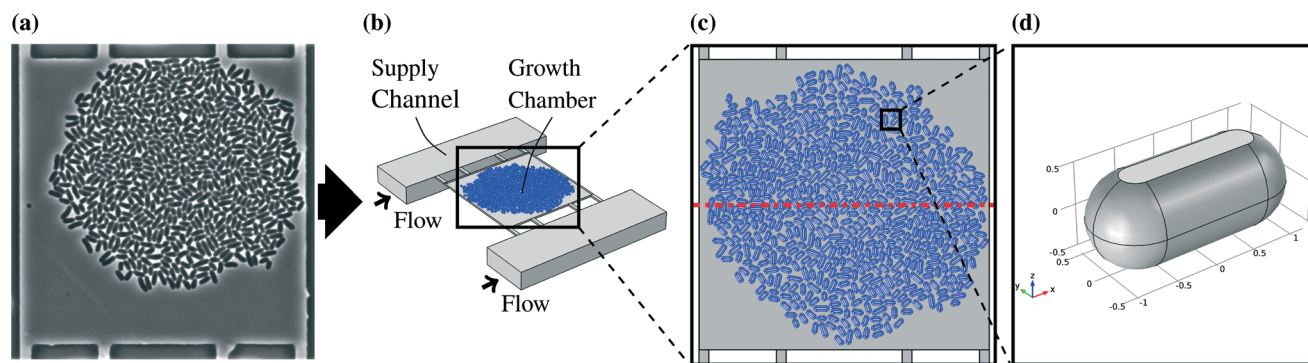 (a)
(b)
(c)
(d)
Supply
Channel
Growth
Chamber
Flow
Flow
0.5
0
-0.5
0.5
0
-0.5
-1
-0.5
0
0.5
1
z
y
x